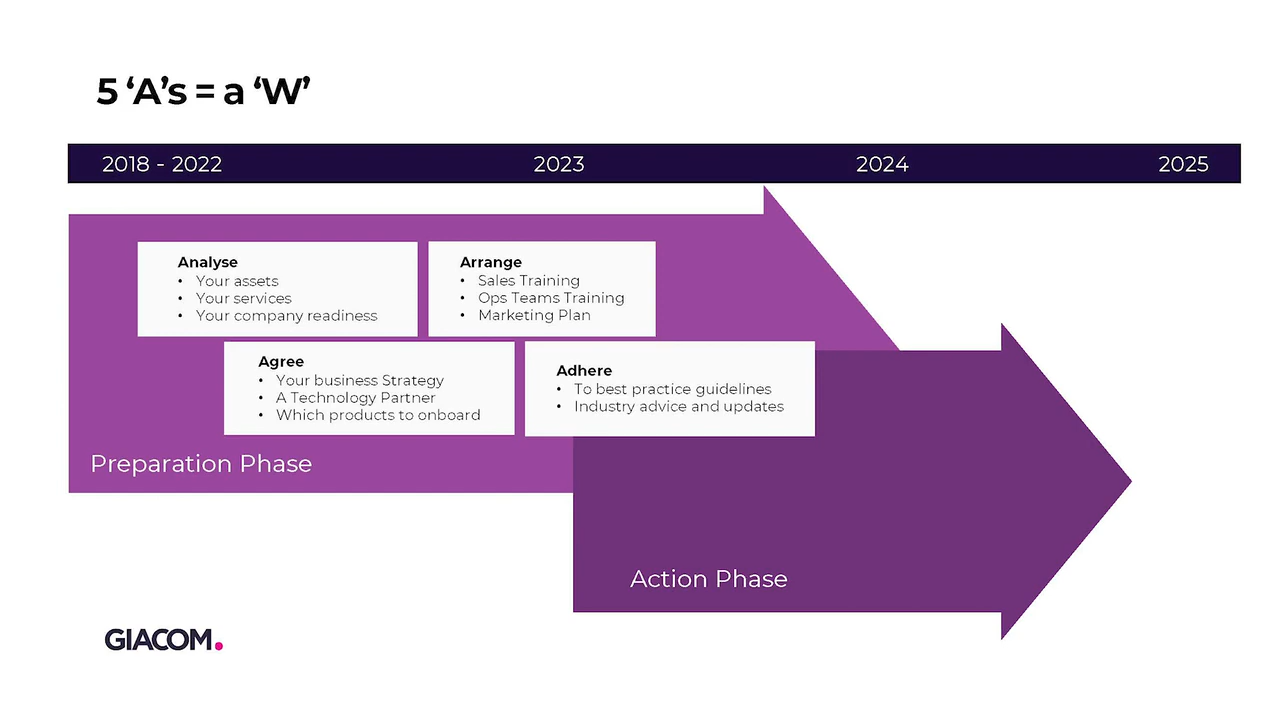 5 ‘A’s = a ‘W’
2018 - 2022 2023 2024 2025
Analyse
• Your assets
• Your services
• Your company readiness
Arrange
• Sales Training
• Ops Teams Training
• Marketing Plan
Agree
• Your business Strategy
• A Technology Partner
• Which products to onboard
Adhere
• To best practice guidelines
• Industry advice and updates
Preparation Phase
Action Phase
GIACOM.